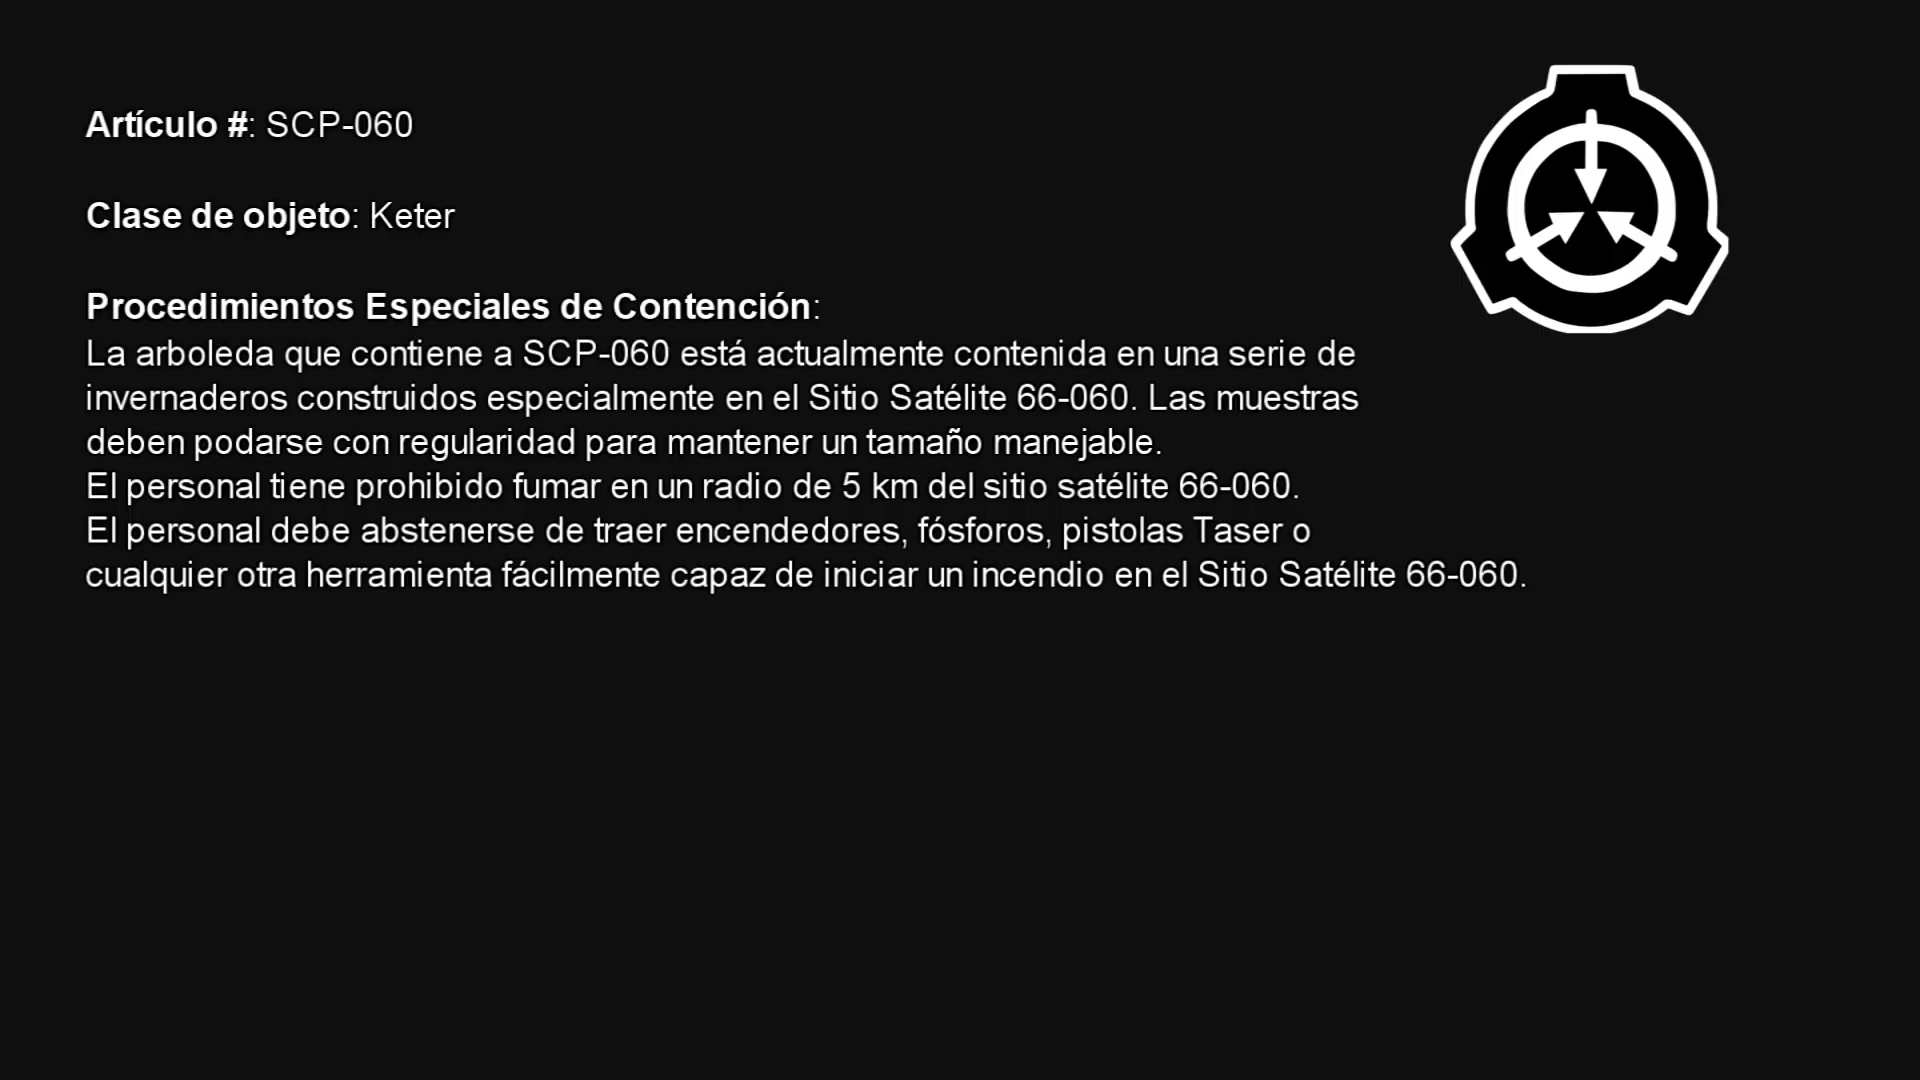 Artículo #: SCP-060
Clase de objeto: Keter
Procedimientos Especiales de Contención:
La arboleda que contiene a SCP-060 está actualmente contenida en una serie de
invernaderos construidos especialmente en el Sitio Satélite 66-060. Las muestras
deben podarse con regularidad para mantener un tamaño manejable.
El personal tiene prohibido fumar en un radio de 5 km del sitio satélite 66-060.
El personal debe abstenerse de traer encendedores, fósforos, pistolas Taser o
cualquier otra herramienta fácilmente capaz de iniciar un incendio en el Sitio Satélite 66-060.